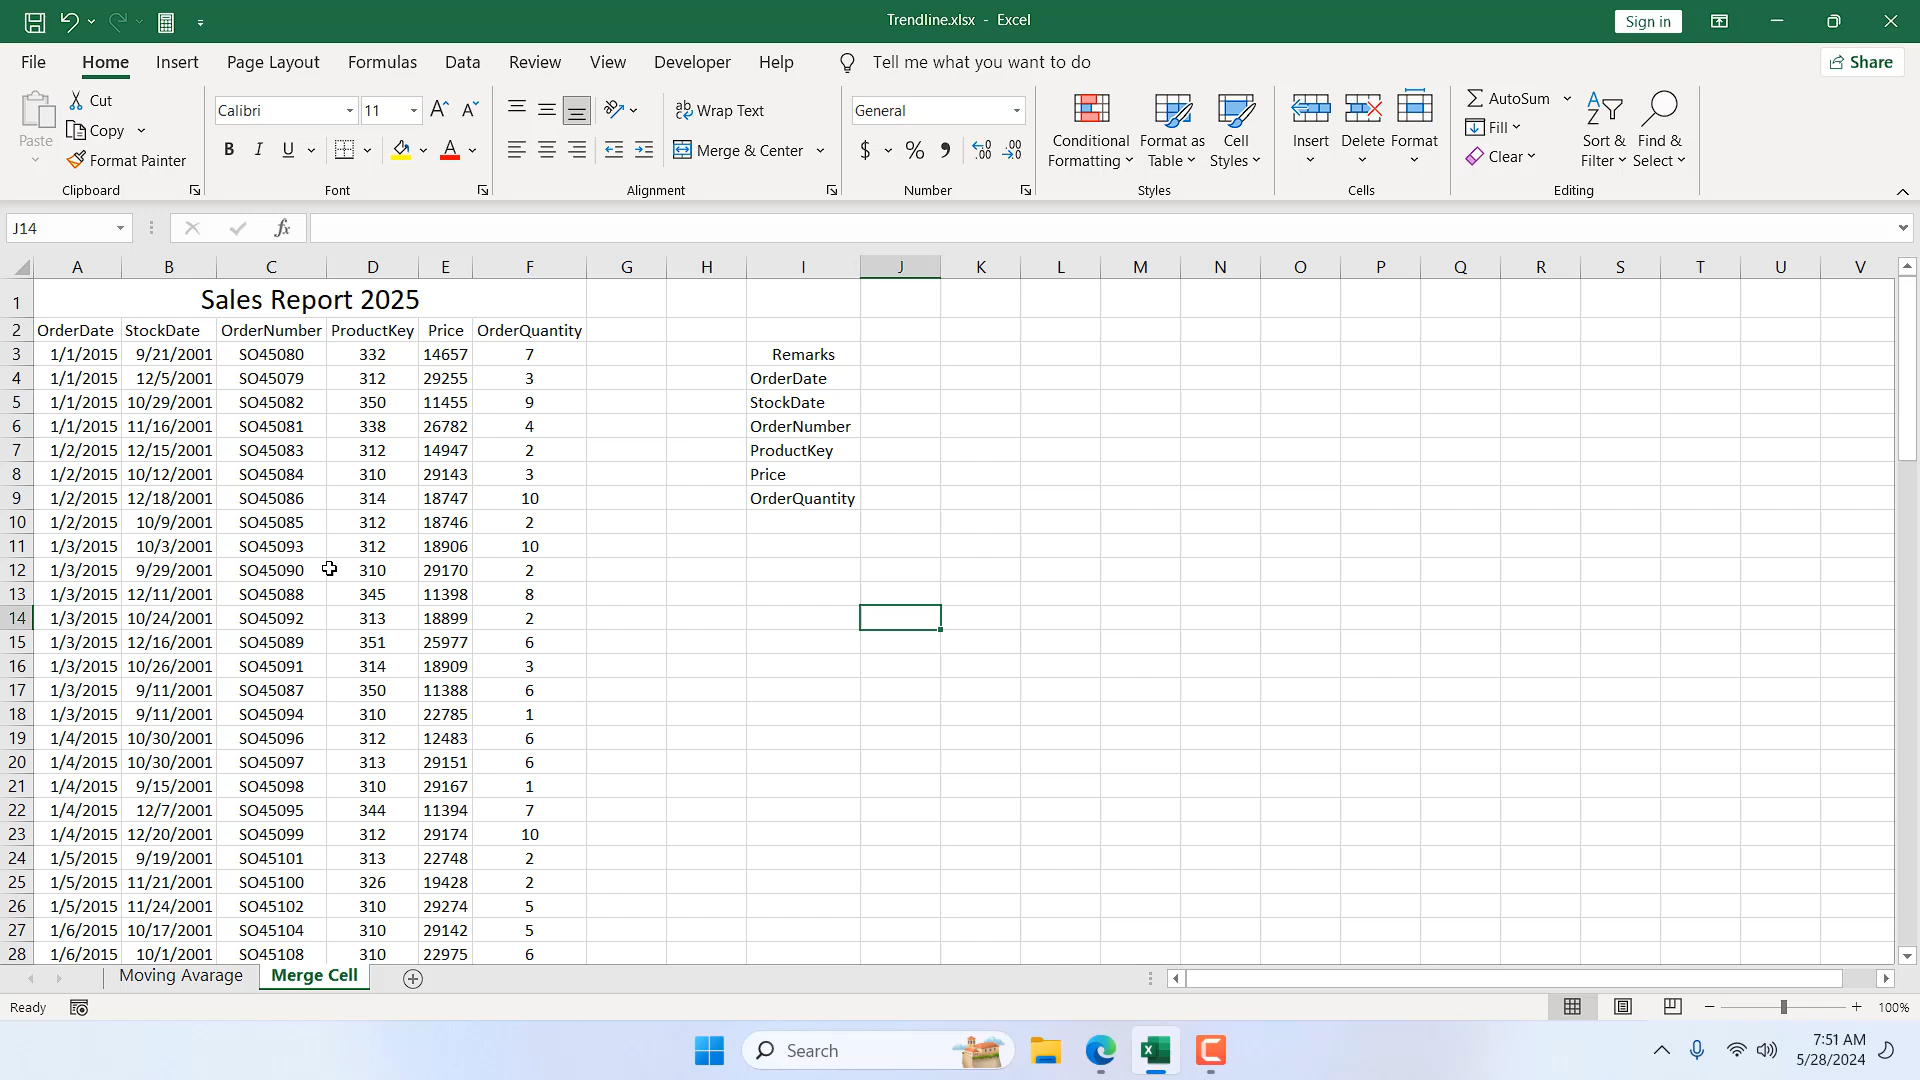 Trendline.xlsx - Excel
Sign in
File Home Insert Page Layout Formulas Data Review View Developer Help Tell me what you want to do Share
Paste
Cut
Copy
Format Painter
Clipboard
Calibri 11
B I U A
Font
Wrap Text
Merge & Center
Alignment
General
$ % ,
Number
Conditional Formatting
Format as Table
Cell Styles
Styles
Insert Delete Format
Cells
AutoSum
Fill
Clear
Sort & Filter
Find & Select
Editing
J14 fx
A B C D E F G H I J K L M N O P Q R S T U V
1 Sales Report 2025
2 OrderDate StockDate OrderNumber ProductKey Price OrderQuantity
3 1/1/2015 9/21/2001 SO45080 332 14657 7 Remarks
4 1/1/2015 12/5/2001 SO45079 312 29255 3 OrderDate
5 1/1/2015 10/29/2001 SO45082 350 11455 9 StockDate
6 1/1/2015 11/16/2001 SO45081 338 26782 4 OrderNumber
7 1/2/2015 12/15/2001 SO45083 312 14947 2 ProductKey
8 1/2/2015 10/12/2001 SO45084 310 29143 3 Price
9 1/2/2015 12/18/2001 SO45086 314 18747 10 OrderQuantity
10 1/2/2015 10/9/2001 SO45085 312 18746 2
11 1/3/2015 10/3/2001 SO45093 312 18906 10
12 1/3/2015 9/29/2001 SO45090 310 29170 2
13 1/3/2015 12/11/2001 SO45088 345 11398 8
14 1/3/2015 10/24/2001 SO45092 313 18899 2
15 1/3/2015 12/16/2001 SO45089 351 25977 6
16 1/3/2015 10/26/2001 SO45091 314 18909 3
17 1/3/2015 9/11/2001 SO45087 350 11388 6
18 1/3/2015 9/11/2001 SO45094 310 22785 1
19 1/4/2015 10/30/2001 SO45096 312 12483 6
20 1/4/2015 10/30/2001 SO45097 313 29151 6
21 1/4/2015 9/15/2001 SO45098 310 29167 1
22 1/4/2015 12/7/2001 SO45095 344 11394 7
23 1/4/2015 12/20/2001 SO45099 312 29174 10
24 1/5/2015 9/19/2001 SO45101 313 22748 2
25 1/5/2015 11/21/2001 SO45100 326 19428 2
26 1/5/2015 11/24/2001 SO45102 310 29274 5
27 1/6/2015 10/17/2001 SO45104 310 29142 5
28 1/6/2015 10/1/2001 SO45108 310 22975 6
Moving Avarage Merge Cell
Ready 100%
Search
7:51 AM
5/28/2024